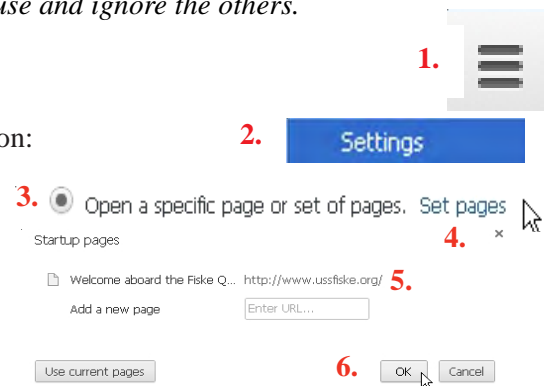 use and ignore the others.
1.
on:
2. Settings
3. Open a specific page or set of pages. Set pages
Startup pages
4. ×
Welcome aboard the Fiske Q... http://www.ussfiske.org/ 5.
Add a new page Enter URL...
Use current pages 6. OK Cancel